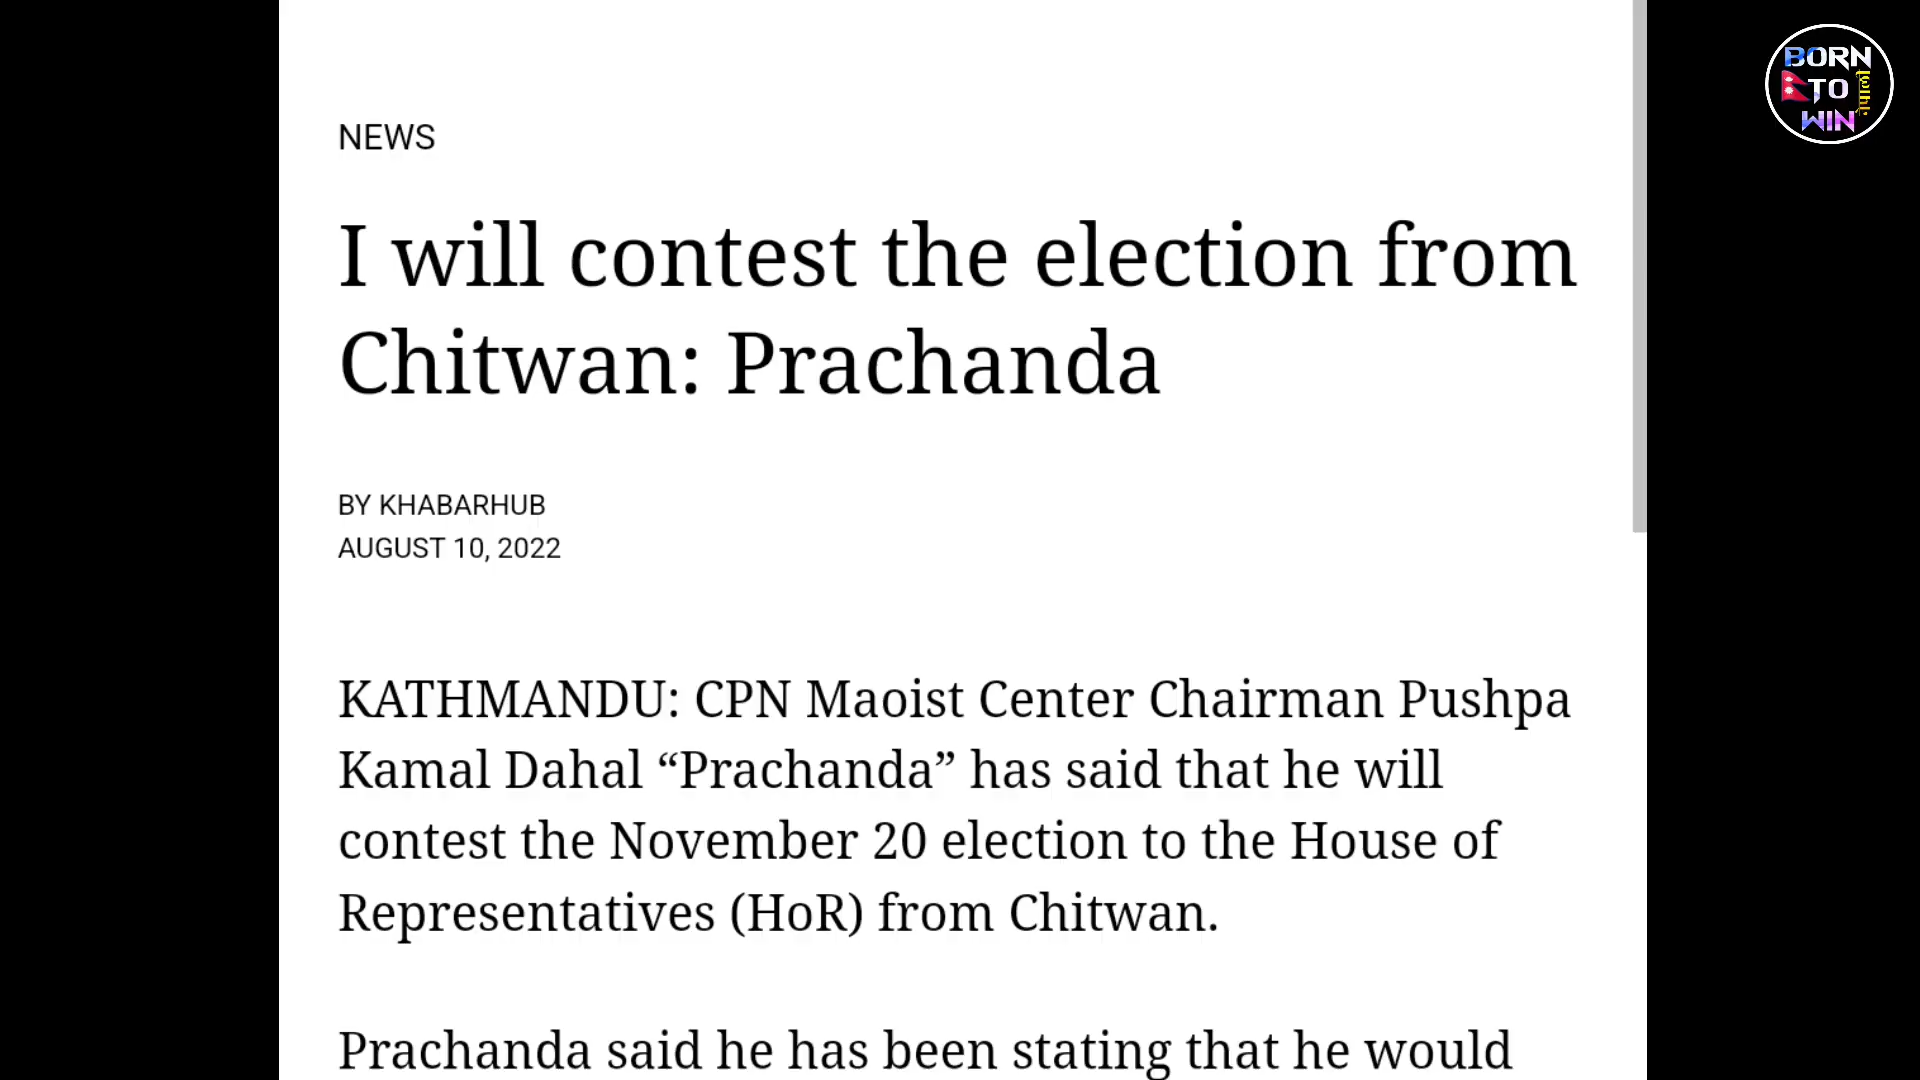 NEWS
I will contest the election from
Chitwan: Prachanda
BY KHABARHUB
AUGUST 10, 2022
KATHMANDU: CPN Maoist Center Chairman Pushpa
Kamal Dahal “Prachanda” has said that he will
contest the November 20 election to the House of
Representatives (HoR) from Chitwan.
Prachanda said he has been stating that he would
BORN
TO
WIN